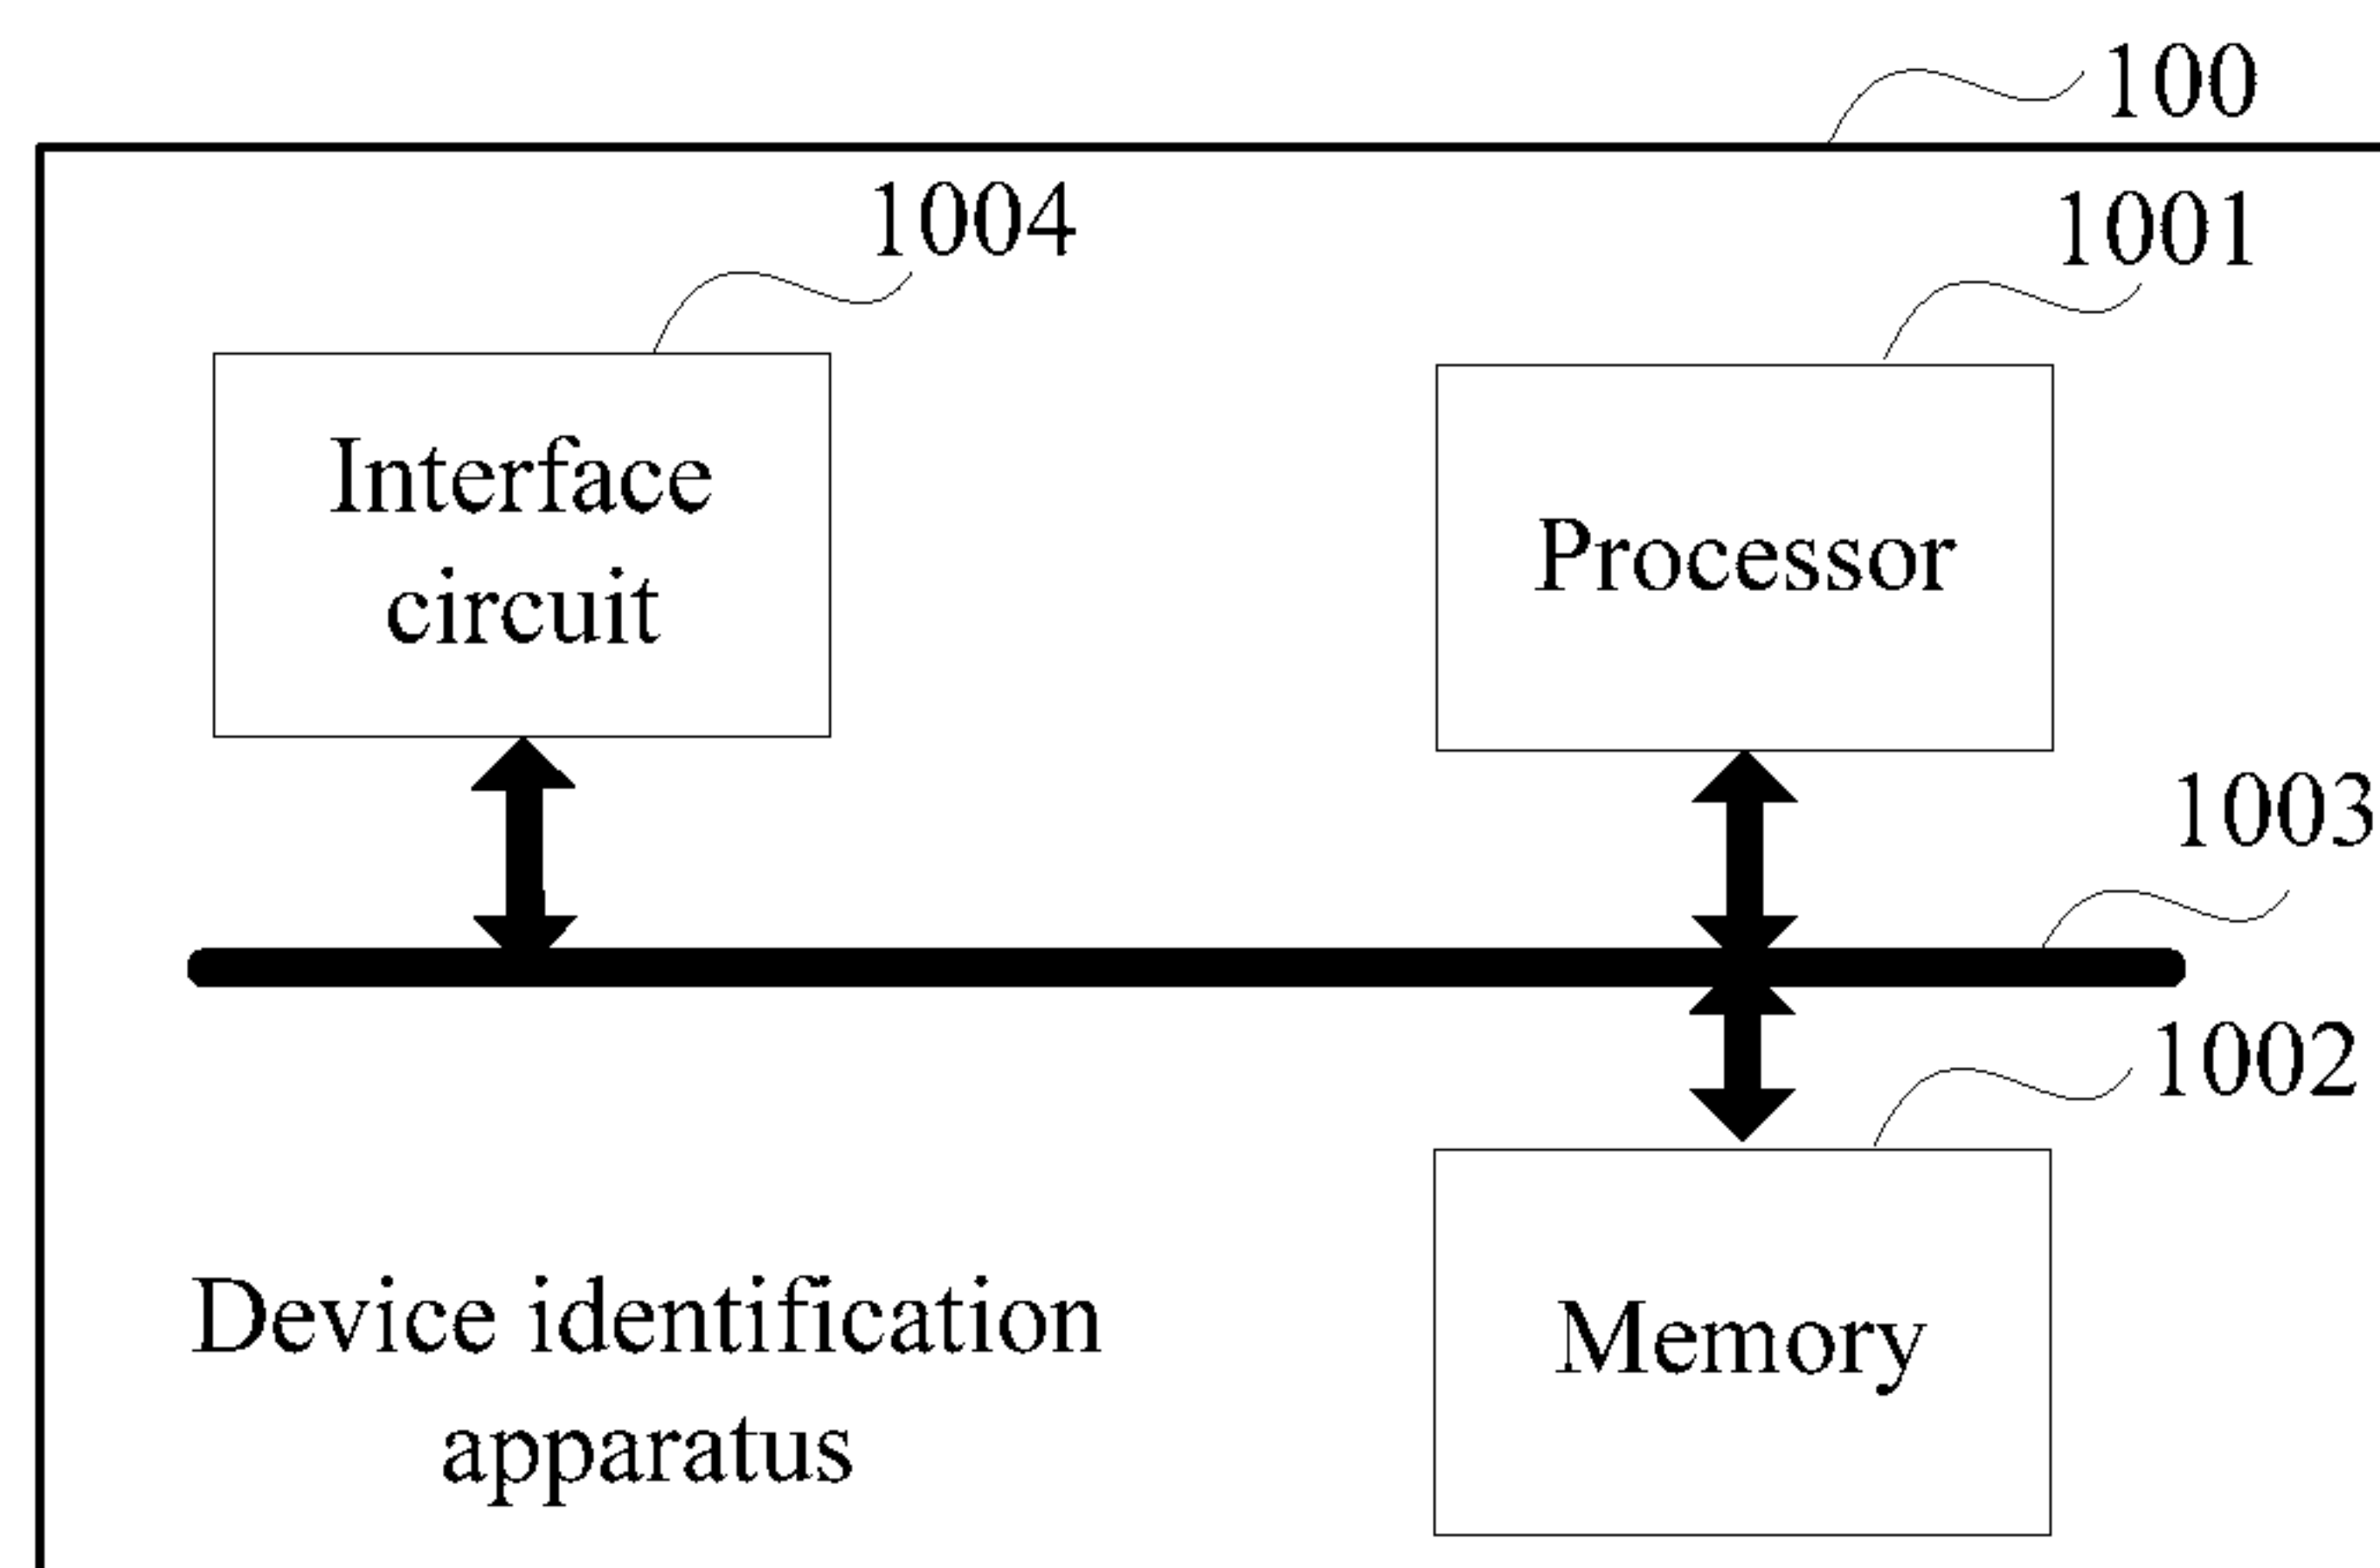 100
1004
1001
Interface
circuit
Processor
1003
1002
Device identification
apparatus
Memory